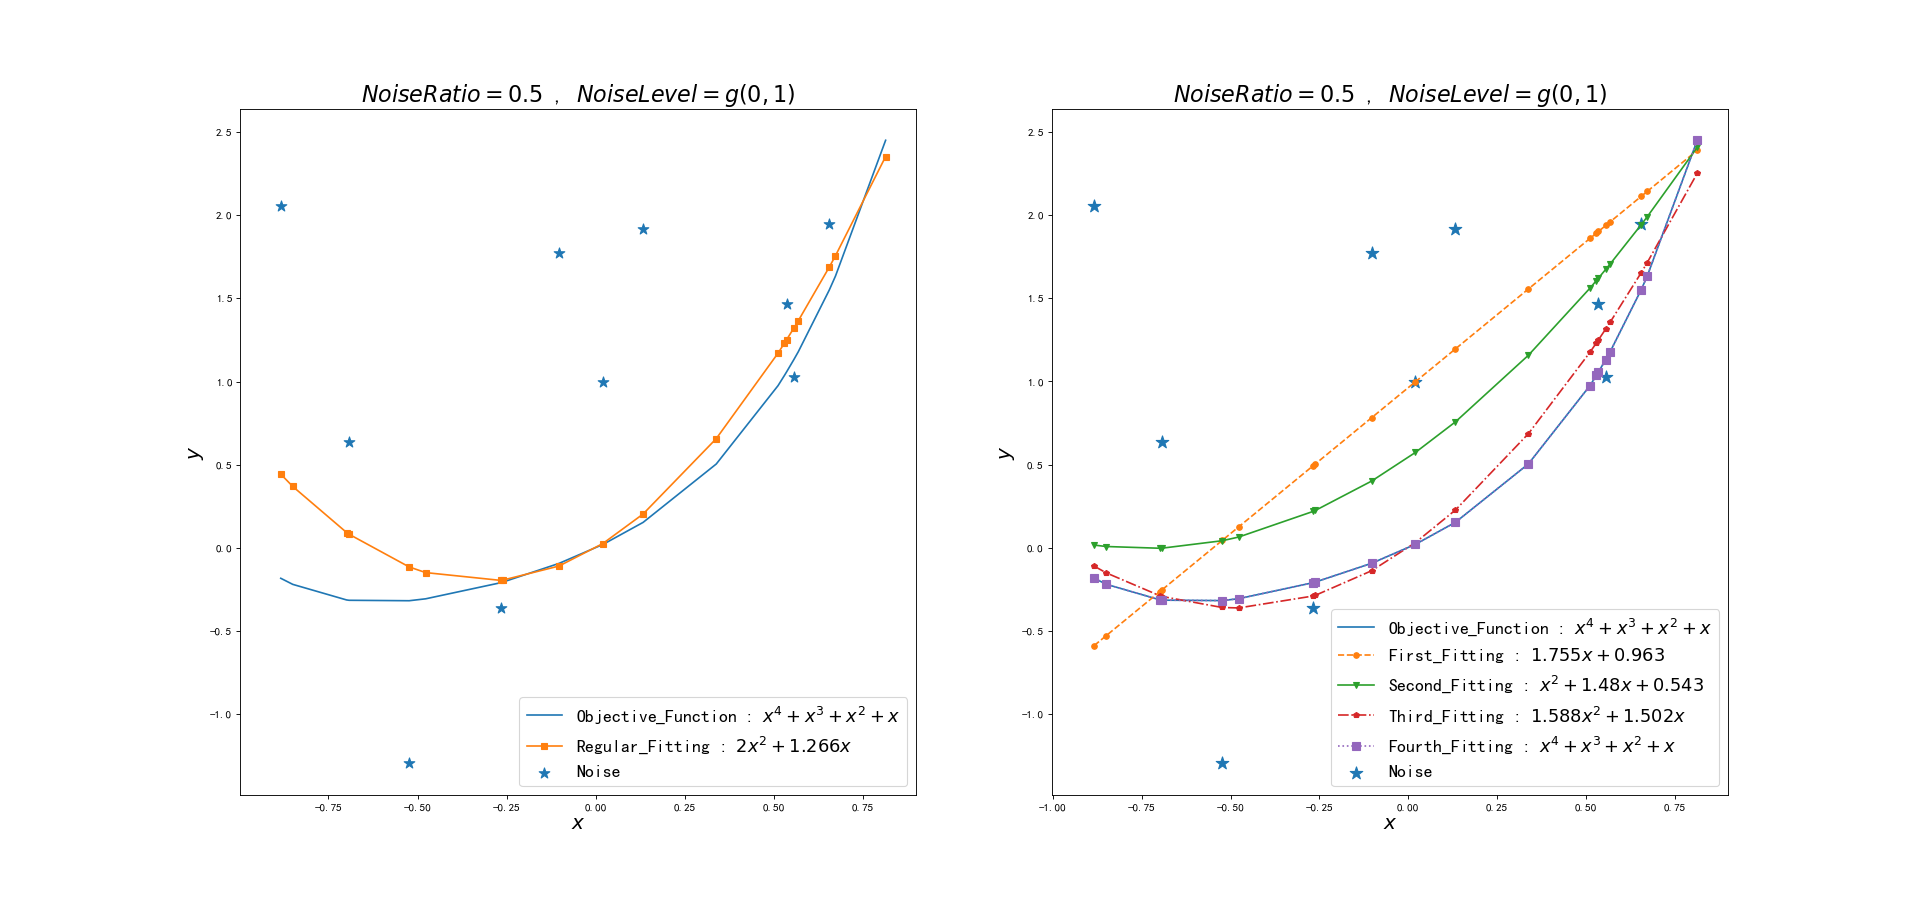 NoiseRatio = 0.5 , NoiseLevel = g(0, 1)
2.5
2.0
1.5
1.0
0.5
0.0
−0.5
−1.0
y
−0.75 −0.50 −0.25 0.00 0.25 0.50 0.75
x
Objective_Function : x⁴ + x³ + x² + x
Regular_Fitting : 2x² + 1.266x
Noise
NoiseRatio = 0.5 , NoiseLevel = g(0, 1)
2.5
2.0
1.5
1.0
0.5
0.0
−0.5
−1.0
y
−1.00 −0.75 −0.50 −0.25 0.00 0.25 0.50 0.75
x
Objective_Function : x⁴ + x³ + x² + x
First_Fitting : 1.755x + 0.963
Second_Fitting : x² + 1.48x + 0.543
Third_Fitting : 1.588x² + 1.502x
Fourth_Fitting : x⁴ + x³ + x² + x
Noise